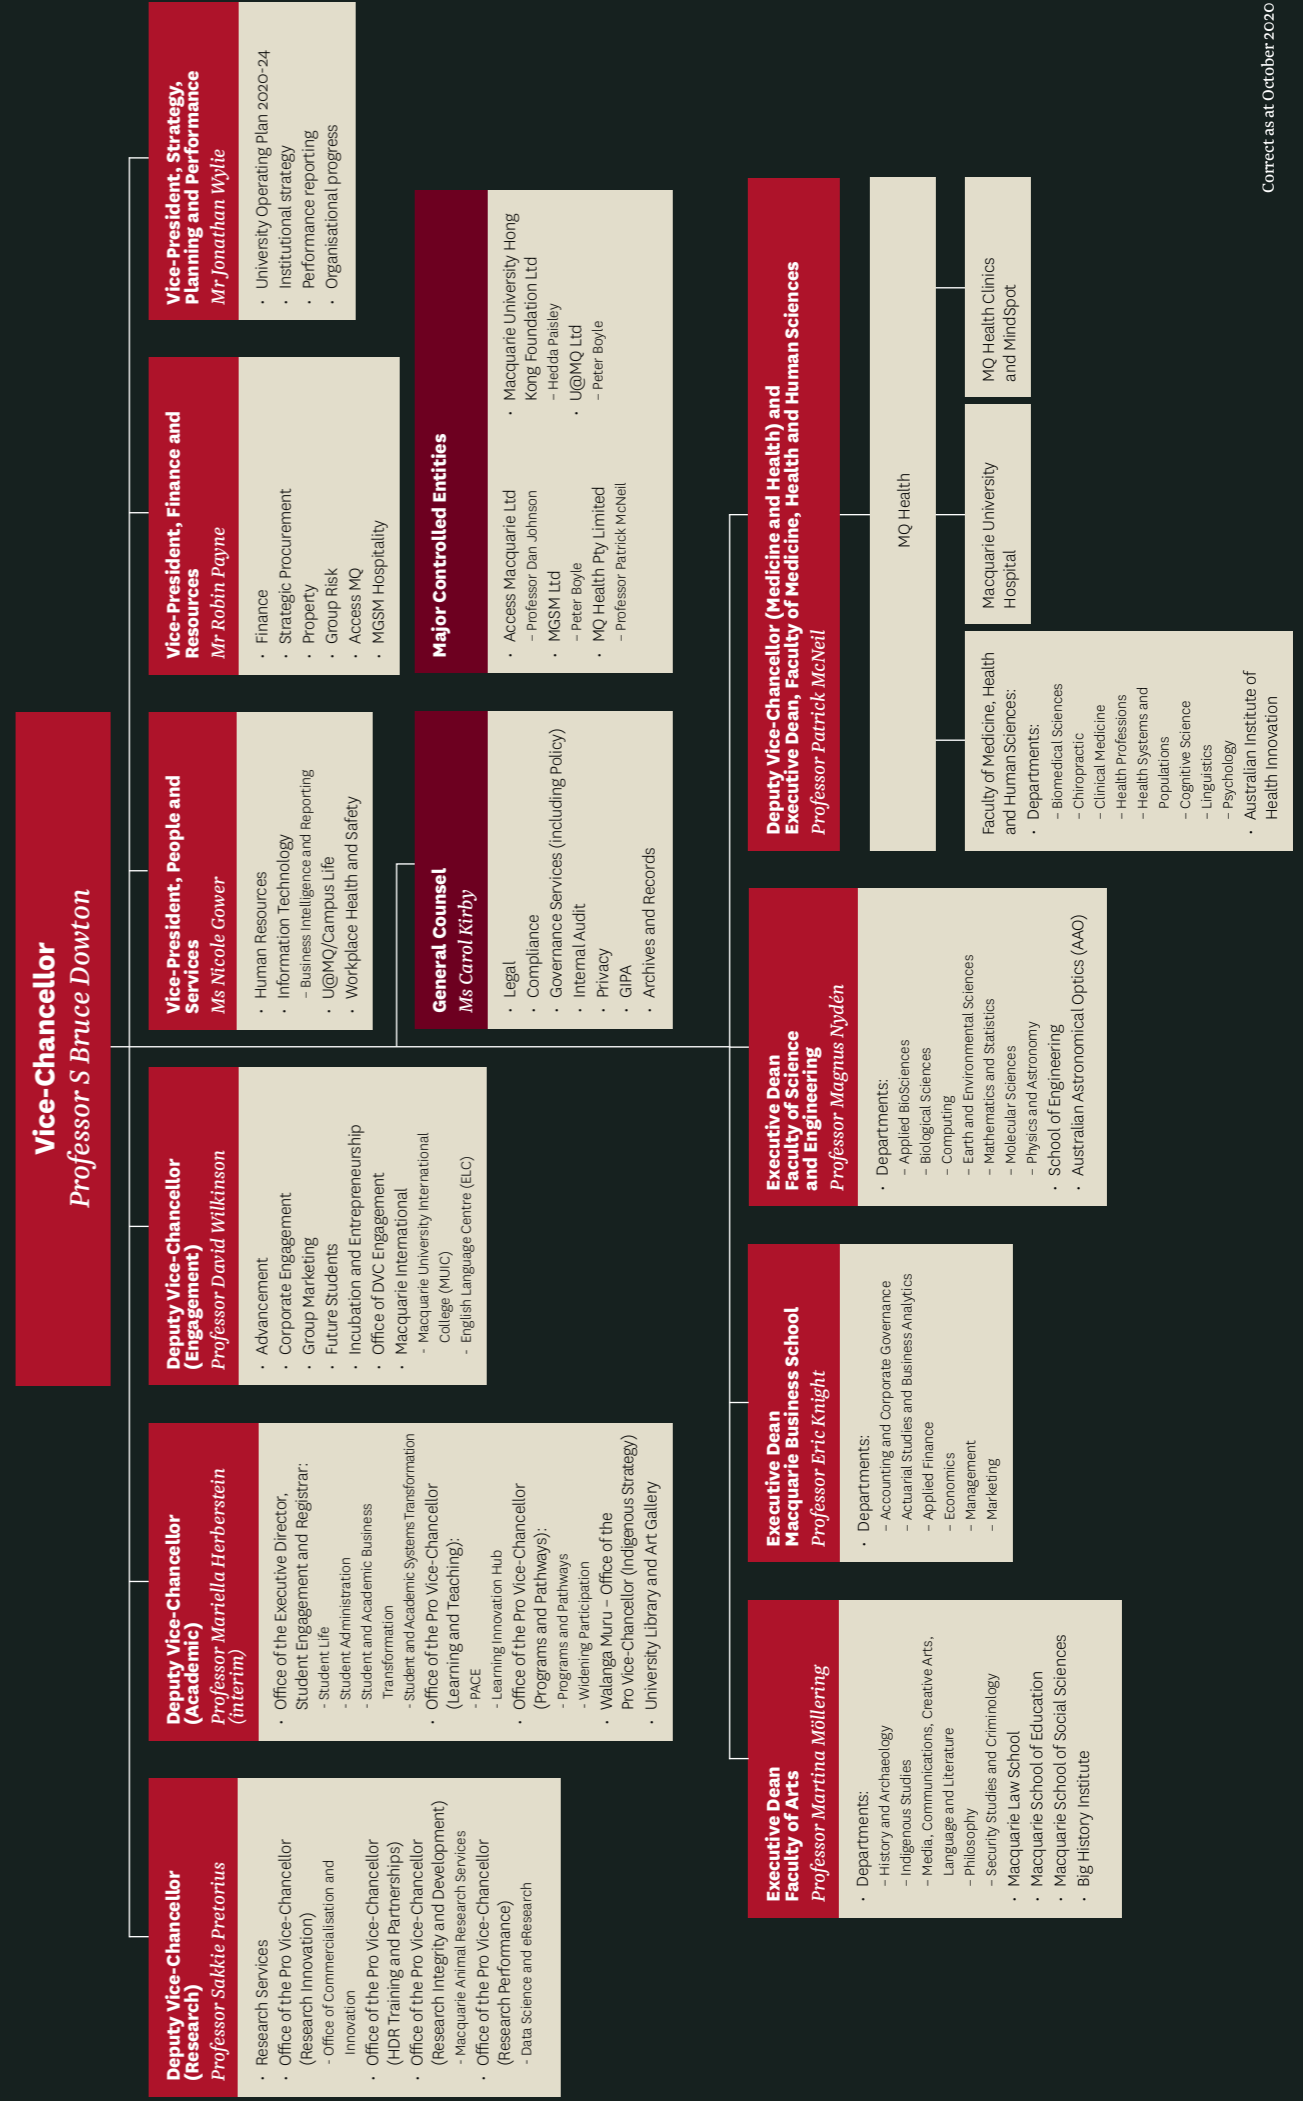 Vice-Chancellor
Professor S Bruce Dowton
Deputy Vice-Chancellor
(Research)
Professor Sakkie Pretorius
· Research Services
· Office of the Pro Vice-Chancellor
(Research Innovation)
- Office of Commercialisation and
Innovation
· Office of the Pro Vice-Chancellor
(HDR Training and Partnerships)
· Office of the Pro Vice-Chancellor
(Research Integrity and Development)
- Macquarie Animal Research Services
· Office of the Pro Vice-Chancellor
(Research Performance)
- Data Science and eResearch
Deputy Vice-Chancellor
(Academic)
Professor Mariella Herberstein
(interim)
· Office of the Executive Director,
Student Engagement and Registrar:
- Student Life
- Student Administration
- Student and Academic Business
Transformation
- Student and Academic Systems Transformation
· Office of the Pro Vice-Chancellor
(Learning and Teaching):
- PACE
- Learning Innovation Hub
· Office of the Pro Vice-Chancellor
(Programs and Pathways):
- Programs and Pathways
- Widening Participation
· Walanga Muru – Office of the
Pro Vice-Chancellor (Indigenous Strategy)
· University Library and Art Gallery
Deputy Vice-Chancellor
(Engagement)
Professor David Wilkinson
· Advancement
· Corporate Engagement
· Group Marketing
· Future Students
· Incubation and Entrepreneurship
· Office of DVC Engagement
· Macquarie International
- Macquarie University International
College (MUIC)
- English Language Centre (ELC)
Vice-President, People and
Services
Ms Nicole Gower
· Human Resources
· Information Technology
– Business Intelligence and Reporting
· U@MQ/Campus Life
· Workplace Health and Safety
Vice-President, Finance and
Resources
Mr Robin Payne
· Finance
· Strategic Procurement
· Property
· Group Risk
· Access MQ
· MGSM Hospitality
Vice-President, Strategy,
Planning and Performance
Mr Jonathan Wylie
· University Operating Plan 2020-24
· Institutional strategy
· Performance reporting
· Organisational progress
General Counsel
Ms Carol Kirby
· Legal
· Compliance
· Governance Services (including Policy)
· Internal Audit
· Privacy
· GIPA
· Archives and Records
Major Controlled Entities
· Access Macquarie Ltd
– Professor Dan Johnson
· MGSM Ltd
– Peter Boyle
· MQ Health Pty Limited
– Professor Patrick McNeil
· Macquarie University Hong
Kong Foundation Ltd
– Hedda Paisley
· U@MQ Ltd
– Peter Boyle
Executive Dean
Faculty of Arts
Professor Martina Möllering
· Departments:
– History and Archaeology
– Indigenous Studies
– Media, Communications, Creative Arts,
Language and Literature
– Philosophy
– Security Studies and Criminology
· Macquarie Law School
· Macquarie School of Education
· Macquarie School of Social Sciences
· Big History Institute
Executive Dean
Macquarie Business School
Professor Eric Knight
· Departments:
– Accounting and Corporate Governance
– Actuarial Studies and Business Analytics
– Applied Finance
– Economics
– Management
– Marketing
Executive Dean
Faculty of Science
and Engineering
Professor Magnus Nydén
· Departments:
– Applied BioSciences
– Biological Sciences
– Computing
– Earth and Environmental Sciences
– Mathematics and Statistics
– Molecular Sciences
– Physics and Astronomy
· School of Engineering
· Australian Astronomical Optics (AAO)
Deputy Vice-Chancellor (Medicine and Health) and
Executive Dean, Faculty of Medicine, Health and Human Sciences
Professor Patrick McNeil
MQ Health
Faculty of Medicine, Health
and Human Sciences:
· Departments:
– Biomedical Sciences
– Chiropractic
– Clinical Medicine
– Health Professions
– Health Systems and
Populations
– Cognitive Science
– Linguistics
– Psychology
· Australian Institute of
Health Innovation
Macquarie University
Hospital
MQ Health Clinics
and MindSpot
Correct as at October 2020